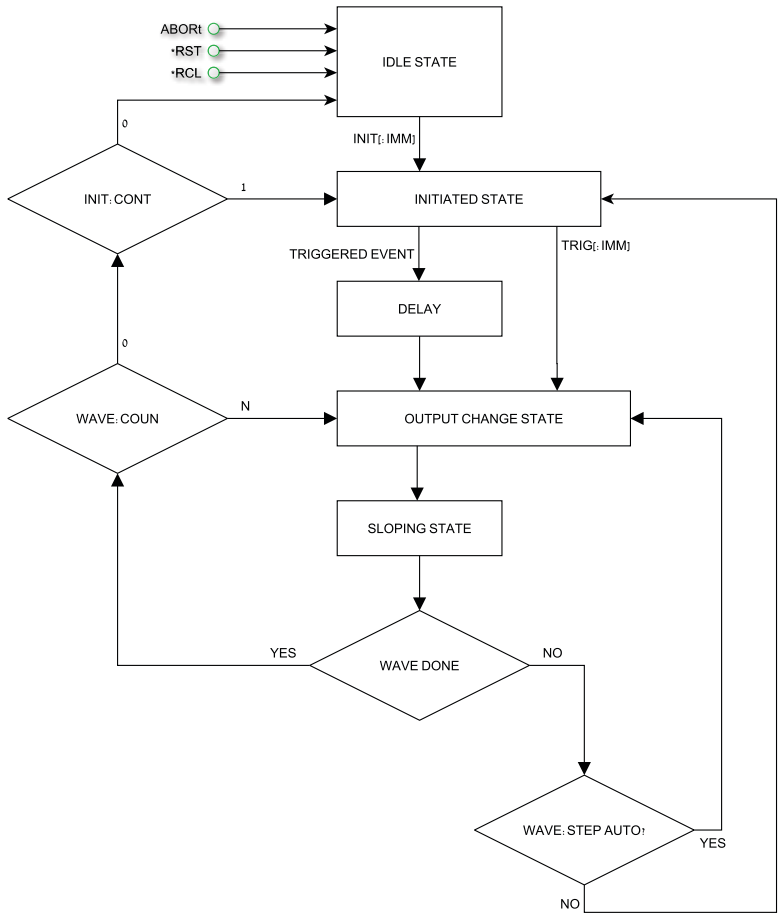 ABORt
*RST
*RCL
IDLE STATE
0
INIT[:IMM]
INIT:CONT
1
INITIATED STATE
TRIGGERED EVENT
TRIG[:IMM]
DELAY
0
WAVE:COUN
N
OUTPUT CHANGE STATE
SLOPING STATE
YES
WAVE DONE
NO
WAVE:STEP AUTO?
YES
NO